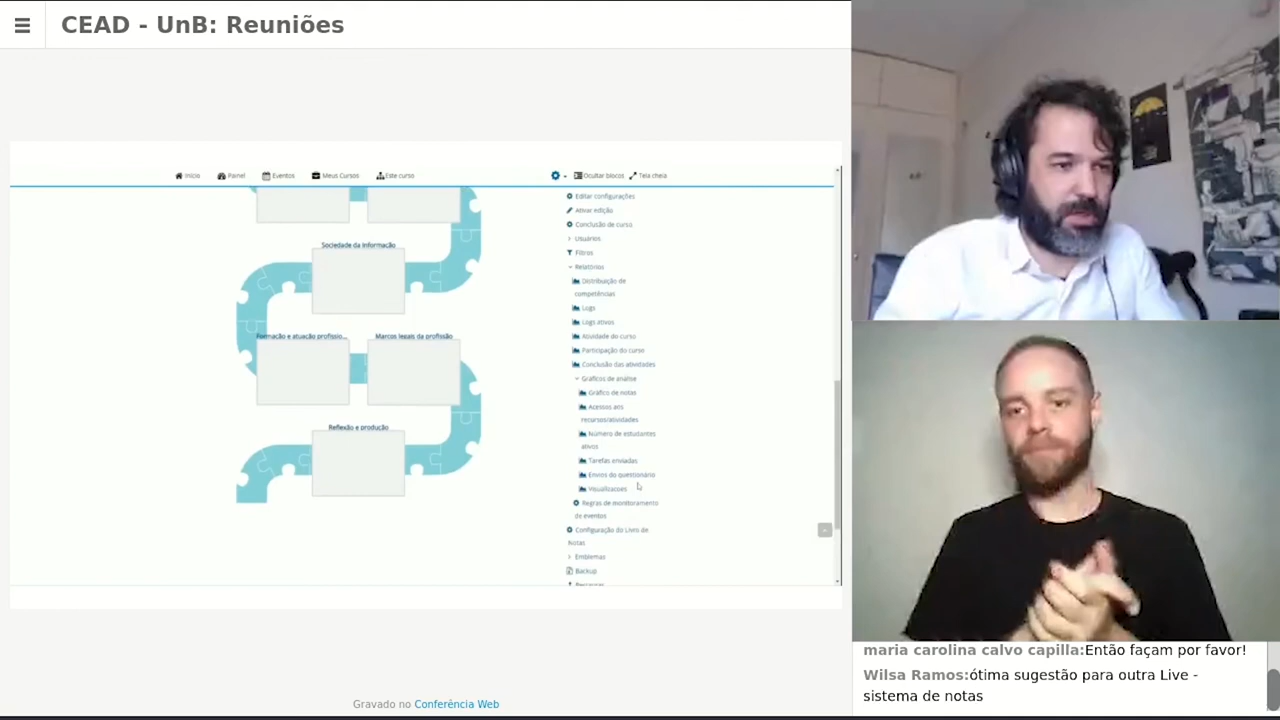 CEAD - UnB: Reuniões
Início
Painel
Eventos
Meus Cursos
Este curso
Ocultar blocos
Tela cheia
Sociedade da Informação
Formação e atuação profissio...
Marcos legais da profissão
Reflexão e produção
Editar configurações
Ativar edição
Conclusão de curso
Usuários
Filtros
Relatórios
Distribuição de
competências
Logs
Logs ativos
Atividade do curso
Participação do curso
Conclusão das atividades
Gráficos de análise
Gráfico de notas
Acessos aos
recursos/atividades
Número de estudantes
ativos
Tarefas enviadas
Envios do questionário
Visualizacoes
Regras de monitoramento
de eventos
Configuração do Livro de
Notas
Emblemas
Backup
Gravado no Conferência Web
maria carolina calvo capilla:Então façam por favor!
Wilsa Ramos:ótima sugestão para outra Live -
sistema de notas